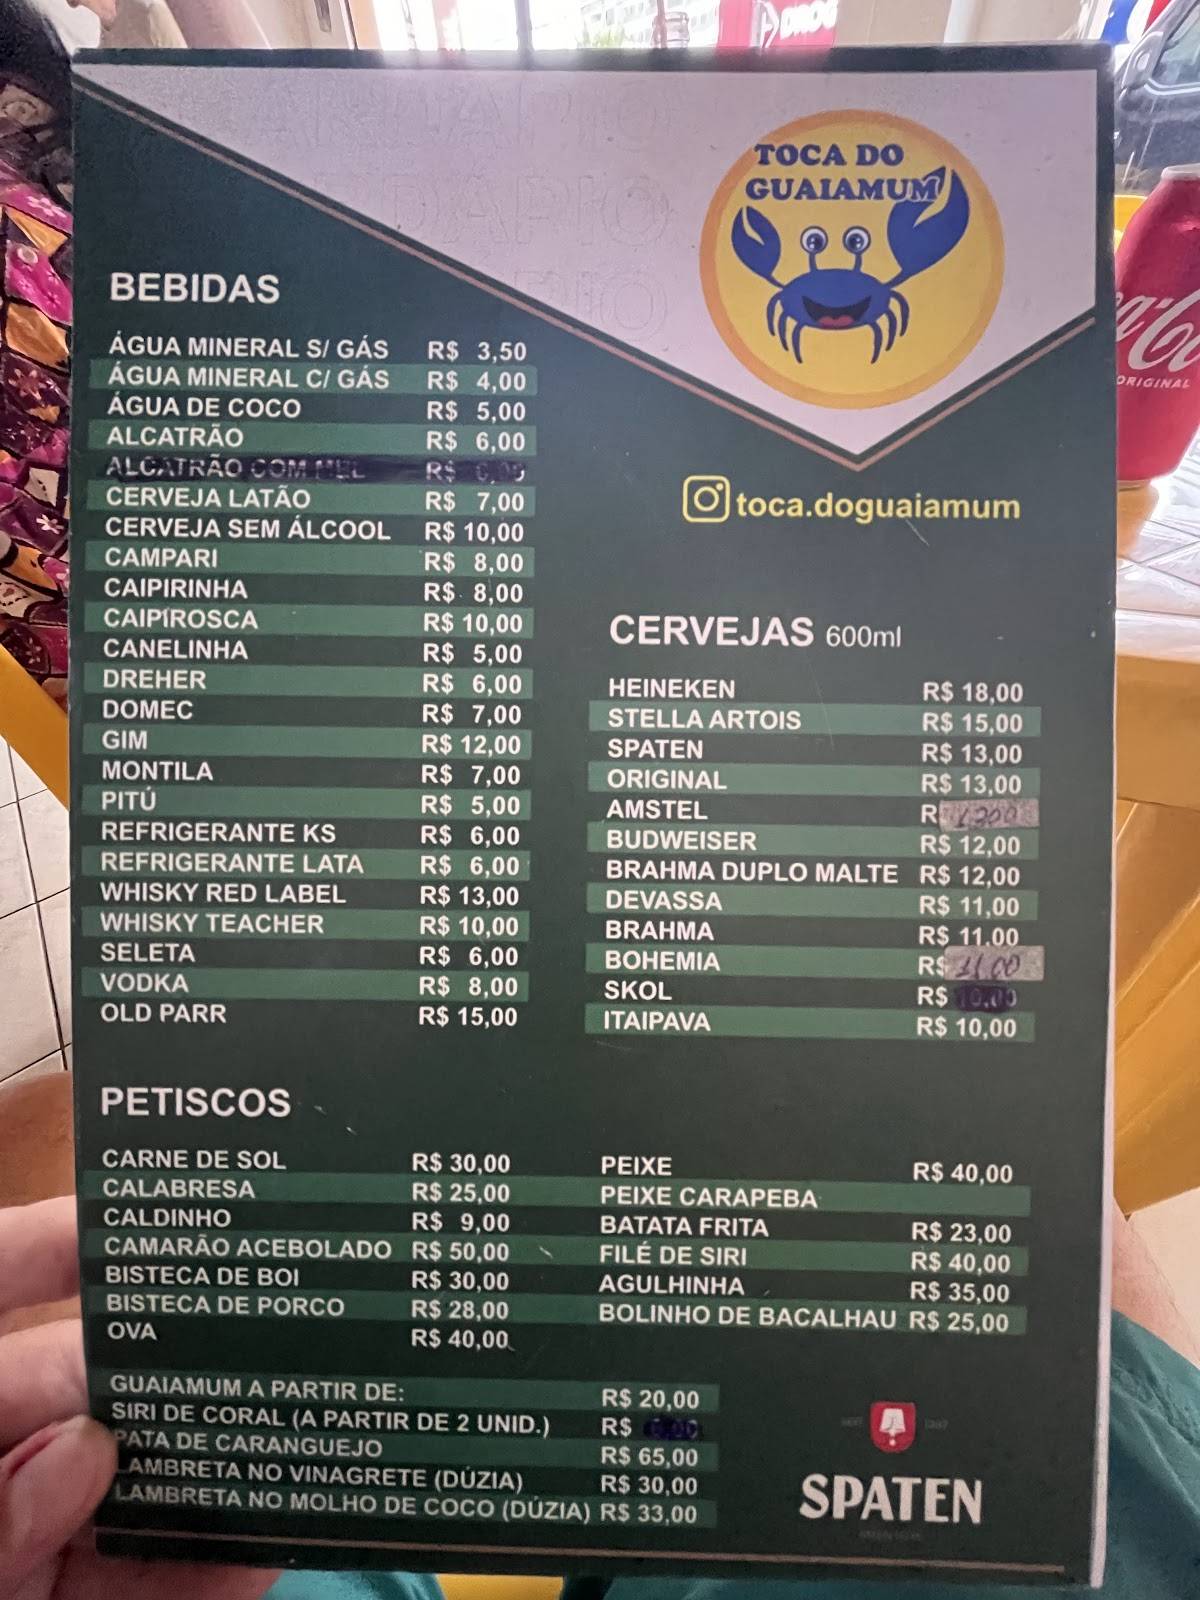 TOCA DO
GUAIAMUM
toca.doguaiamum
BEBIDAS
ÁGUA MINERAL S/ GÁS R$ 3,50
ÁGUA MINERAL C/ GÁS R$ 4,00
ÁGUA DE COCO R$ 5,00
ALCATRÃO R$ 6,00
ALCATRÃO COM MEL R$
CERVEJA LATÃO R$ 7,00
CERVEJA SEM ÁLCOOL R$ 10,00
CAMPARI R$ 8,00
CAIPIRINHA R$ 8,00
CAIPIROSCA R$ 10,00
CANELINHA R$ 5,00
DREHER R$ 6,00
DOMEC R$ 7,00
GIM R$ 12,00
MONTILA R$ 7,00
PITÚ R$ 5,00
REFRIGERANTE KS R$ 6,00
REFRIGERANTE LATA R$ 6,00
WHISKY RED LABEL R$ 13,00
WHISKY TEACHER R$ 10,00
SELETA R$ 6,00
VODKA R$ 8,00
OLD PARR R$ 15,00
CERVEJAS 600ml
HEINEKEN R$ 18,00
STELLA ARTOIS R$ 15,00
SPATEN R$ 13,00
ORIGINAL R$ 13,00
AMSTEL
BUDWEISER R$ 12,00
BRAHMA DUPLO MALTE R$ 12,00
DEVASSA R$ 11,00
BRAHMA R$ 11,00
BOHEMIA R$ 11,00
SKOL R$ 10,00
ITAIPAVA R$ 10,00
PETISCOS
CARNE DE SOL R$ 30,00
CALABRESA R$ 25,00
CALDINHO R$ 9,00
CAMARÃO ACEBOLADO R$ 50,00
BISTECA DE BOI R$ 30,00
BISTECA DE PORCO R$ 28,00
OVA R$ 40,00
PEIXE R$ 40,00
PEIXE CARAPEBA
BATATA FRITA R$ 23,00
FILÉ DE SIRI R$ 40,00
AGULHINHA R$ 35,00
BOLINHO DE BACALHAU R$ 25,00
GUAIAMUM A PARTIR DE: R$ 20,00
SIRI DE CORAL (A PARTIR DE 2 UNID.) R$
PATA DE CARANGUEJO R$ 65,00
LAMBRETA NO VINAGRETE (DÚZIA) R$ 30,00
LAMBRETA NO MOLHO DE COCO (DÚZIA) R$ 33,00
SPATEN
ORIGINAL